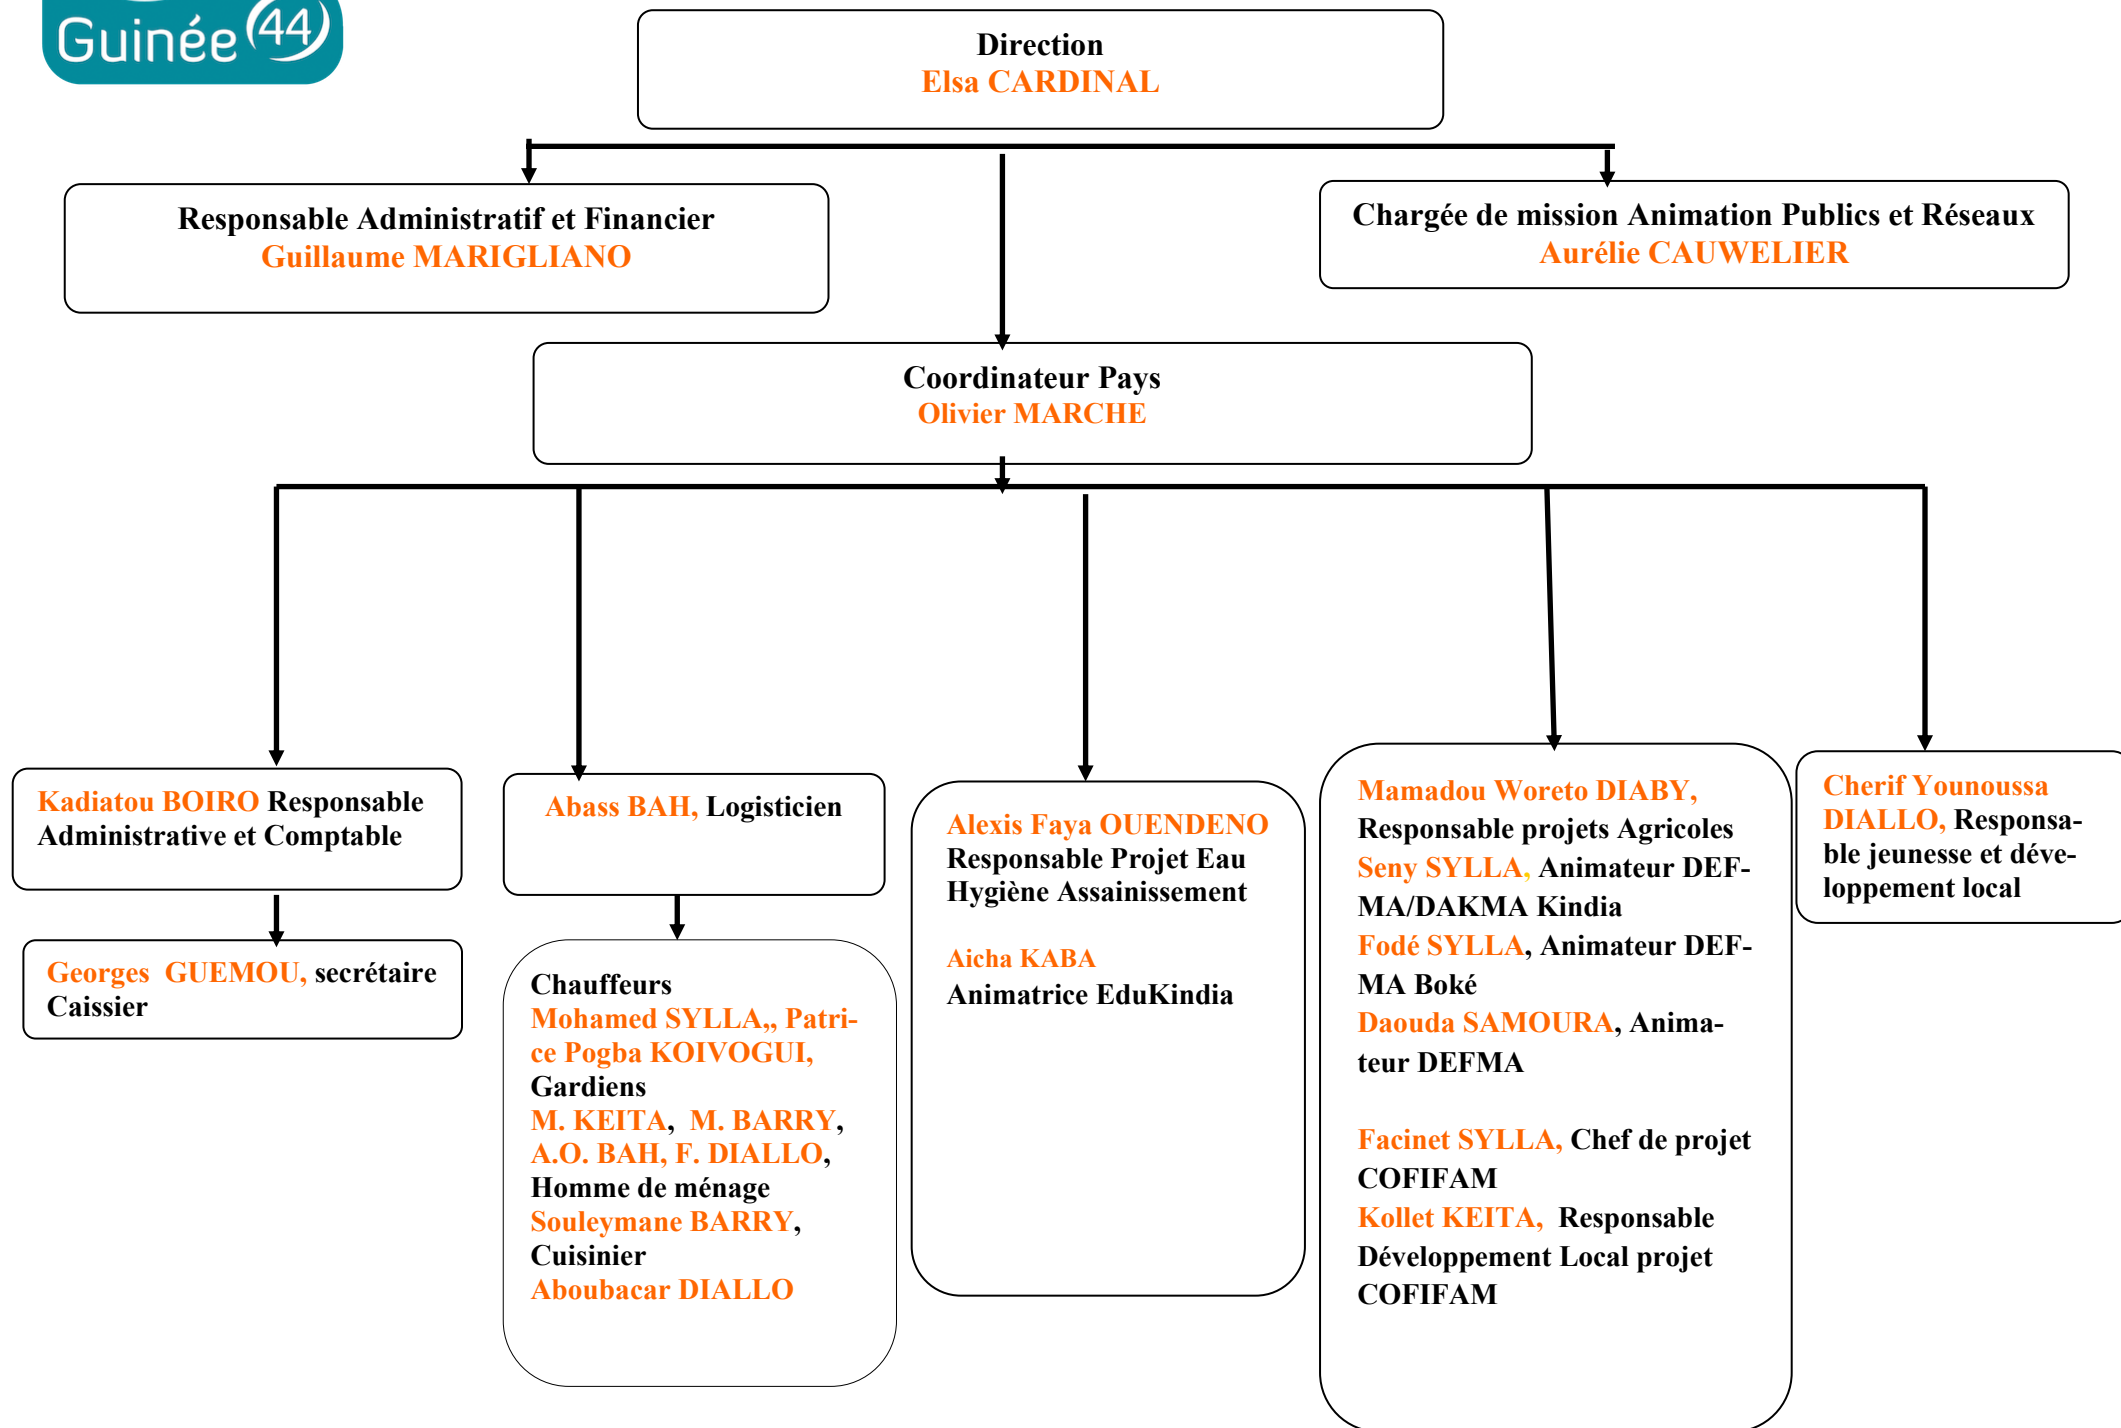 Guinée 44
Direction
Elsa CARDINAL
Responsable Administratif et Financier
Guillaume MARIGLIANO
Chargée de mission Animation Publics et Réseaux
Aurélie CAUWELIER
Coordinateur Pays
Olivier MARCHE
Kadiatou BOIRO Responsable
Administrative et Comptable
Georges  GUEMOU, secrétaire
Caissier
Abass BAH, Logisticien
Chauffeurs
Mohamed SYLLA,, Patri-
ce Pogba KOIVOGUI,
Gardiens
M. KEITA,  M. BARRY,
A.O. BAH, F. DIALLO,
Homme de ménage
Souleymane BARRY,
Cuisinier
Aboubacar DIALLO
Alexis Faya OUENDENO
Responsable Projet Eau
Hygiène Assainissement
Aicha KABA
Animatrice EduKindia
Mamadou Woreto DIABY,
Responsable projets Agricoles
Seny SYLLA, Animateur DEF-
MA/DAKMA Kindia
Fodé SYLLA, Animateur DEF-
MA Boké
Daouda SAMOURA, Anima-
teur DEFMA
Facinet SYLLA, Chef de projet
COFIFAM
Kollet KEITA,  Responsable
Développement Local projet
COFIFAM
Cherif Younoussa
DIALLO, Responsa-
ble jeunesse et déve-
loppement local